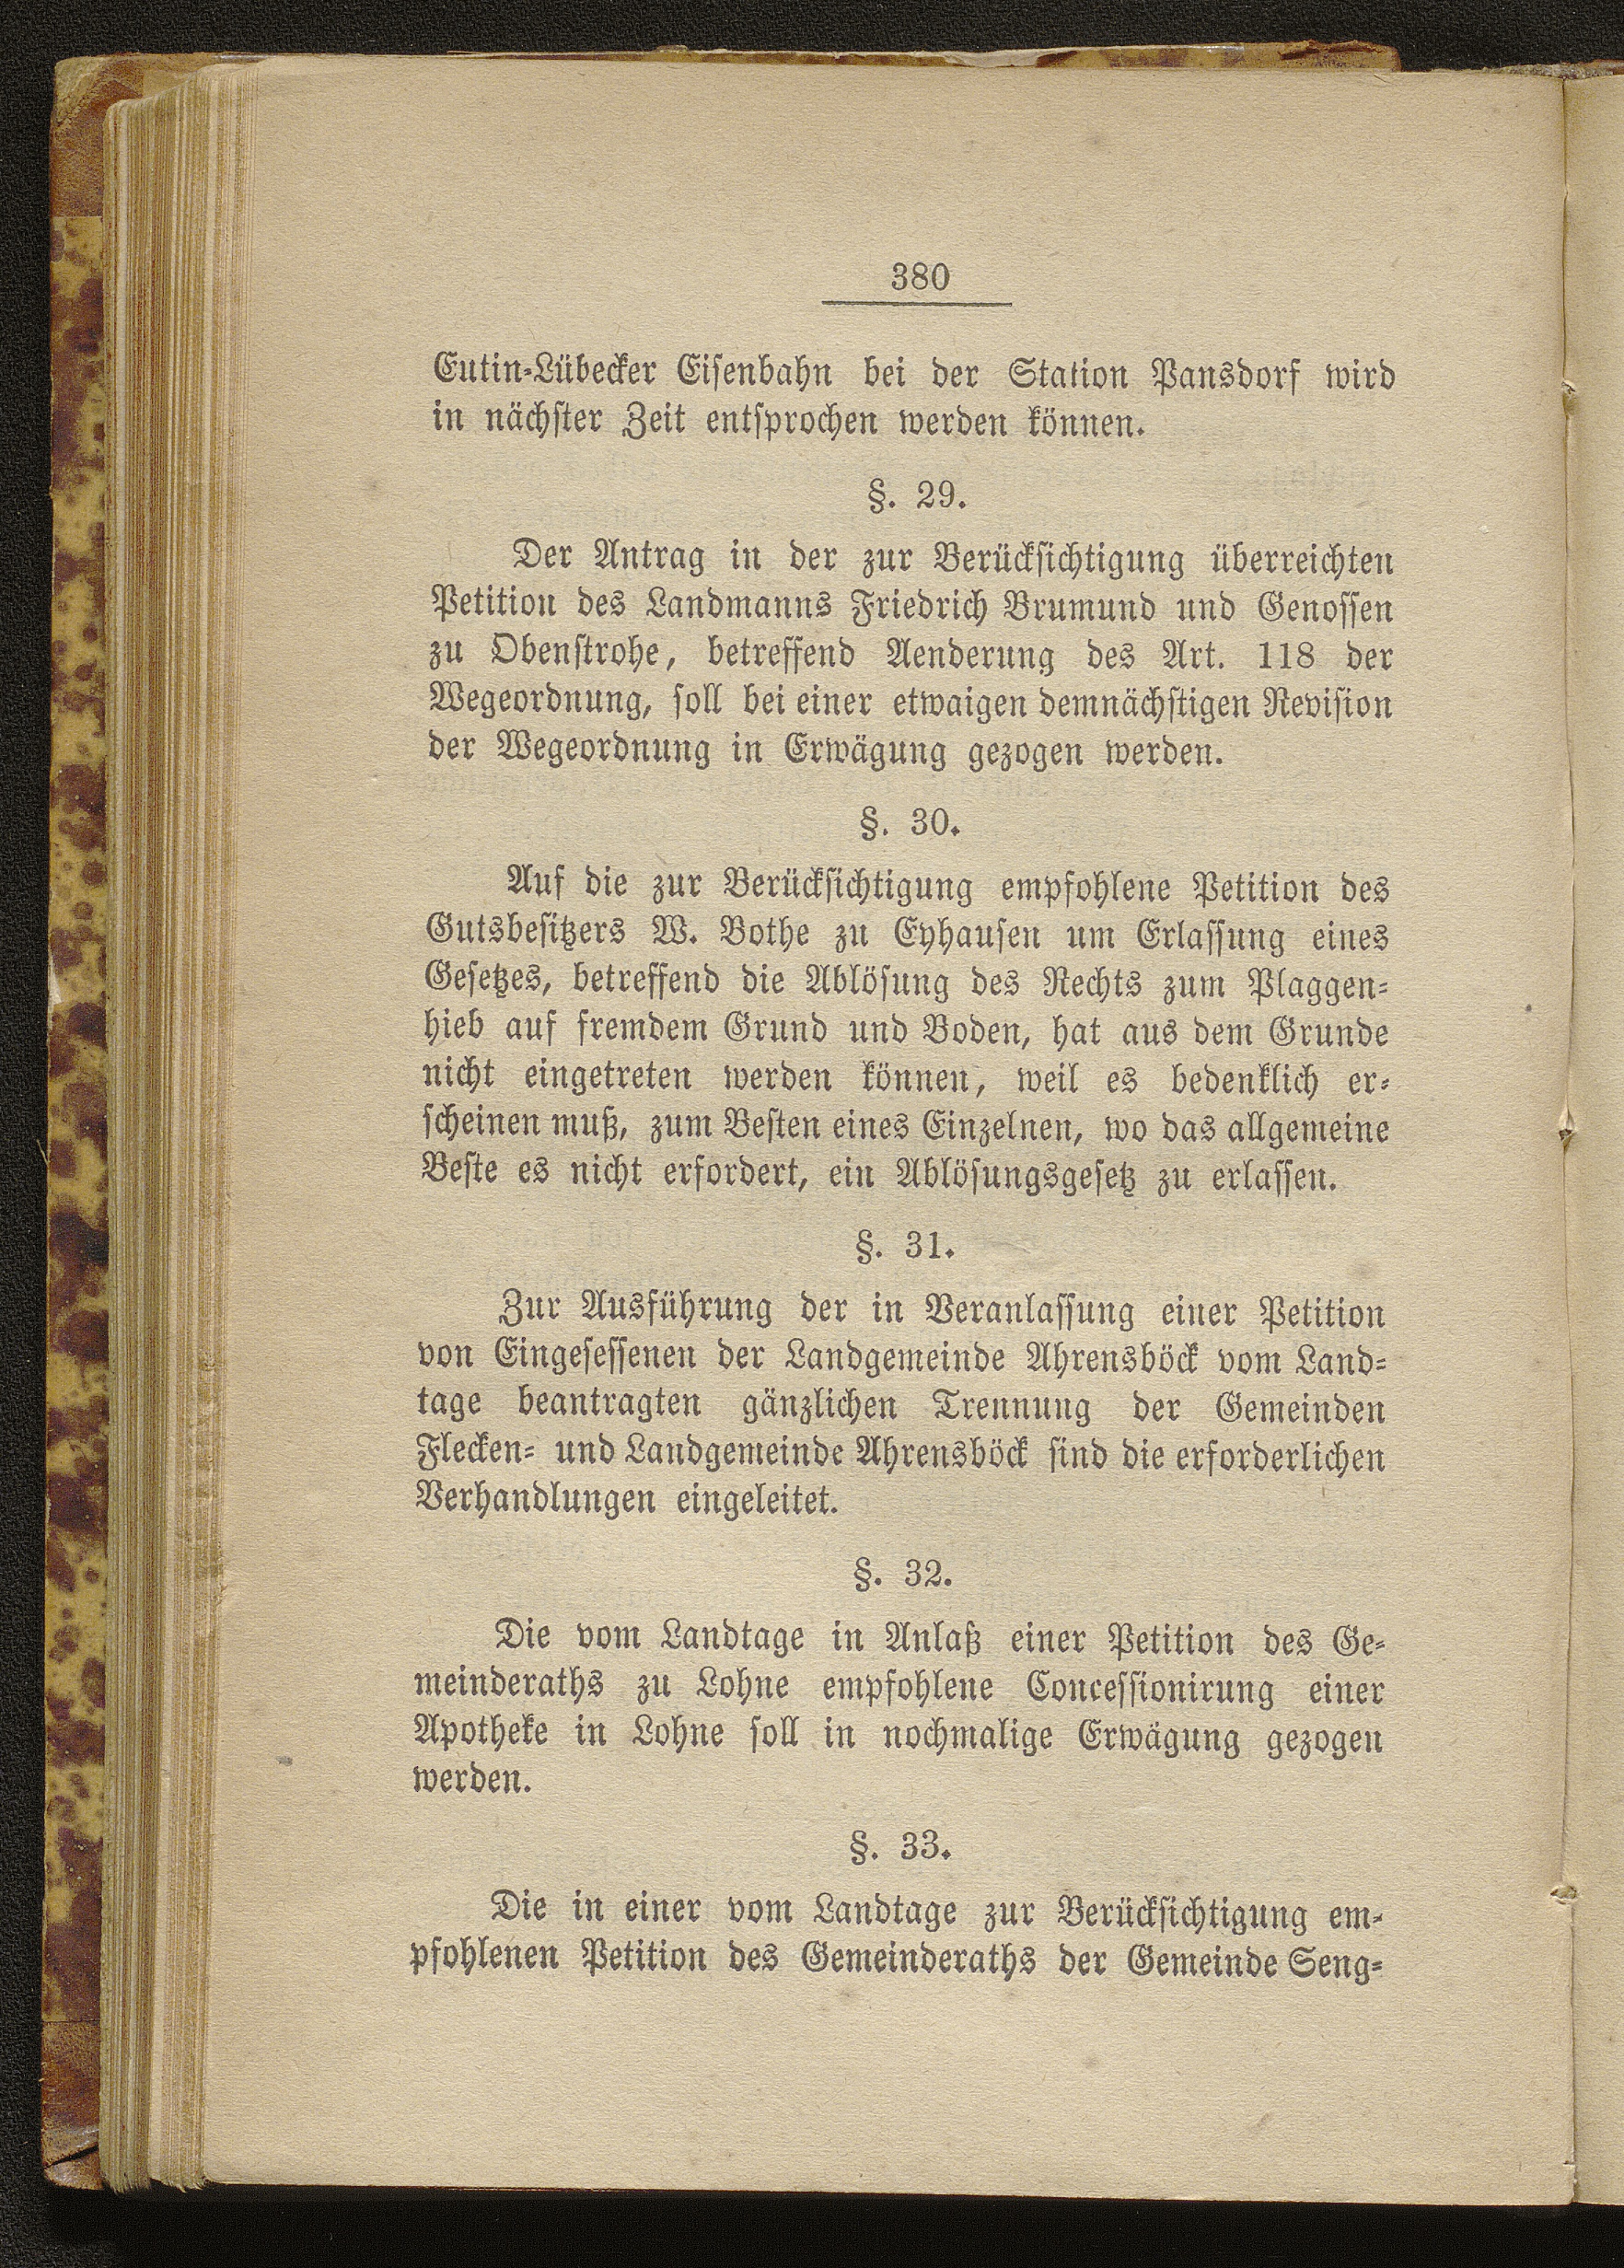 380
Eutin-Lübecker Eisenbahn bei der Station Pansdorf wird
in nächster Zeit entsprochen werden können.
§. 29.
Der Antrag in der zur Berücksichtigung überreichten
Petition des Landmanns Friedrich Brumund und Genossen
zu Obenstrohe, betreffend Aenderung des Art. 118 der
Wegeordnung, soll bei einer etwaigen demnächstigen Revision
der Wegeordnung in Erwägung gezogen werden.
§. 30.
Auf die zur Berücksichtigung empfohlene Petition des
Gutsbesitzers W. Bothe zu Eyhausen um Erlassung eines
Gesetzes, betreffend die Ablösung des Rechts zum Plaggen-
hieb auf fremdem Grund und Boden, hat aus dem Grunde
nicht eingetreten werden können, weil es bedenklich er-
scheinen muß, zum Besten eines Einzelnen, wo das allgemeine
Beste es nicht erfordert, ein Ablösungsgesetz zu erlassen.
§. 31.
Zur Ausführung der in Veranlassung einer Petition
von Eingesessenen der Landgemeinde Ahrensböck vom Land-
tage beantragten gänzlichen Trennung der Gemeinden
Flecken- und Landgemeinde Ahrensböck sind die erforderlichen
Verhandlungen eingeleitet.
§. 32.
Die vom Landtage in Anlaß einer Petition des Ge-
meinderaths zu Lohne empfohlene Concessionirung einer
Apotheke in Lohne soll in nochmalige Erwägung gezogen
werden.
§. 33.
Die in einer vom Landtage zur Berücksichtigung em-
pfohlenen Petition des Gemeinderaths der Gemeinde Seng-